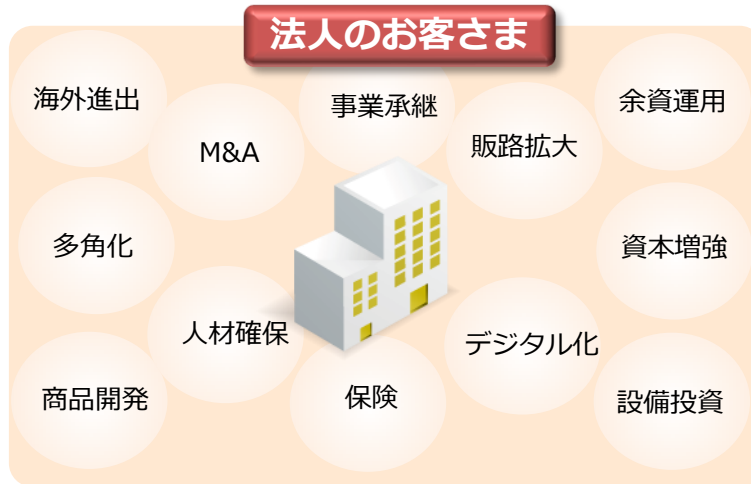 法人のお客さま
海外進出
事業承継
余資運用
M&A
販路拡大
多角化
資本増強
人材確保
デジタル化
商品開発
保険
設備投資